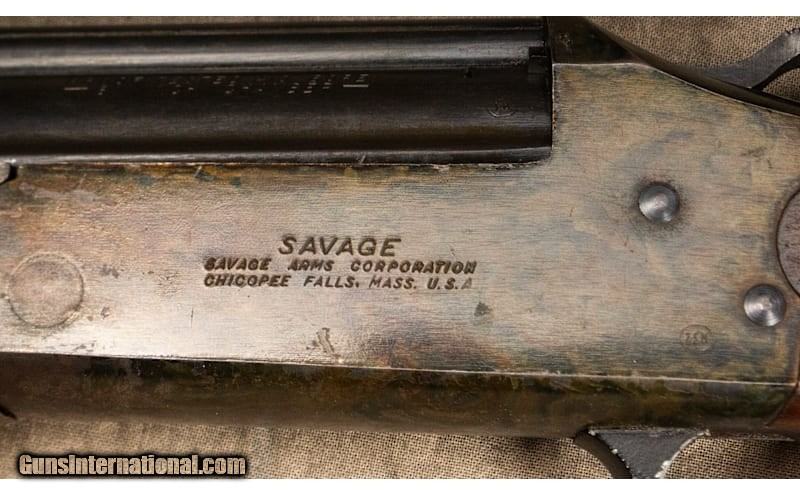 SAVAGE
SAVAGE ARMS CORPORATION
CHICOPEE FALLS, MASS. U.S.A
GunsInternational.com